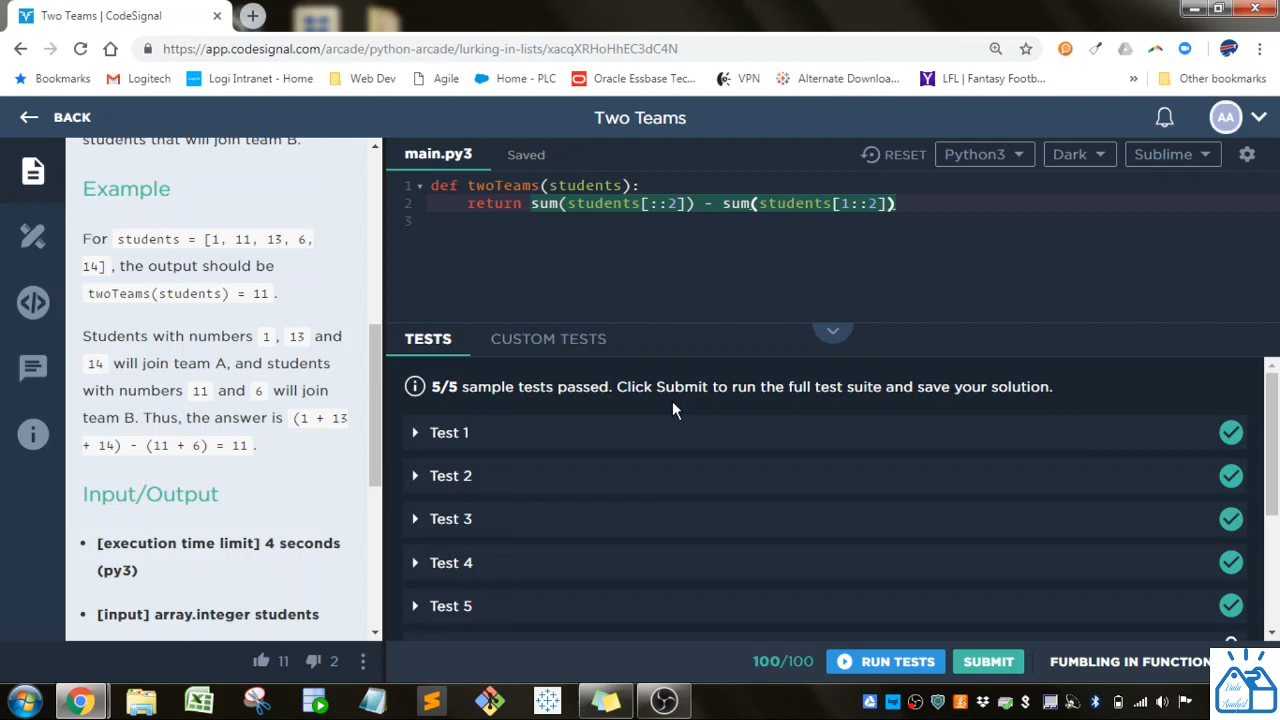 Two Teams | CodeSignal
https://app.codesignal.com/arcade/python-arcade/lurking-in-lists/xacqXRHoHhEC3dC4N
Bookmarks Logitech Logi Intranet - Home Web Dev Agile Home - PLC Oracle Essbase Tec... VPN Alternate Downloa... LFL | Fantasy Footb... » Other bookmarks
BACK Two Teams AA
students that will join team B.
Example
For students = [1, 11, 13, 6,
14], the output should be
twoTeams(students) = 11.
Students with numbers 1, 13 and
14 will join team A, and students
with numbers 11 and 6 will join
team B. Thus, the answer is (1 + 13
+ 14) - (11 + 6) = 11.
Input/Output
• [execution time limit] 4 seconds
(py3)
• [input] array.integer students
11 2
main.py3 Saved RESET Python3 Dark Sublime
1 def twoTeams(students):
2 return sum(students[::2]) - sum(students[1::2])
3
TESTS CUSTOM TESTS
5/5 sample tests passed. Click Submit to run the full test suite and save your solution.
Test 1
Test 2
Test 3
Test 4
Test 5
100/100 RUN TESTS SUBMIT FUMBLING IN FUNCTION
Data
Analyst